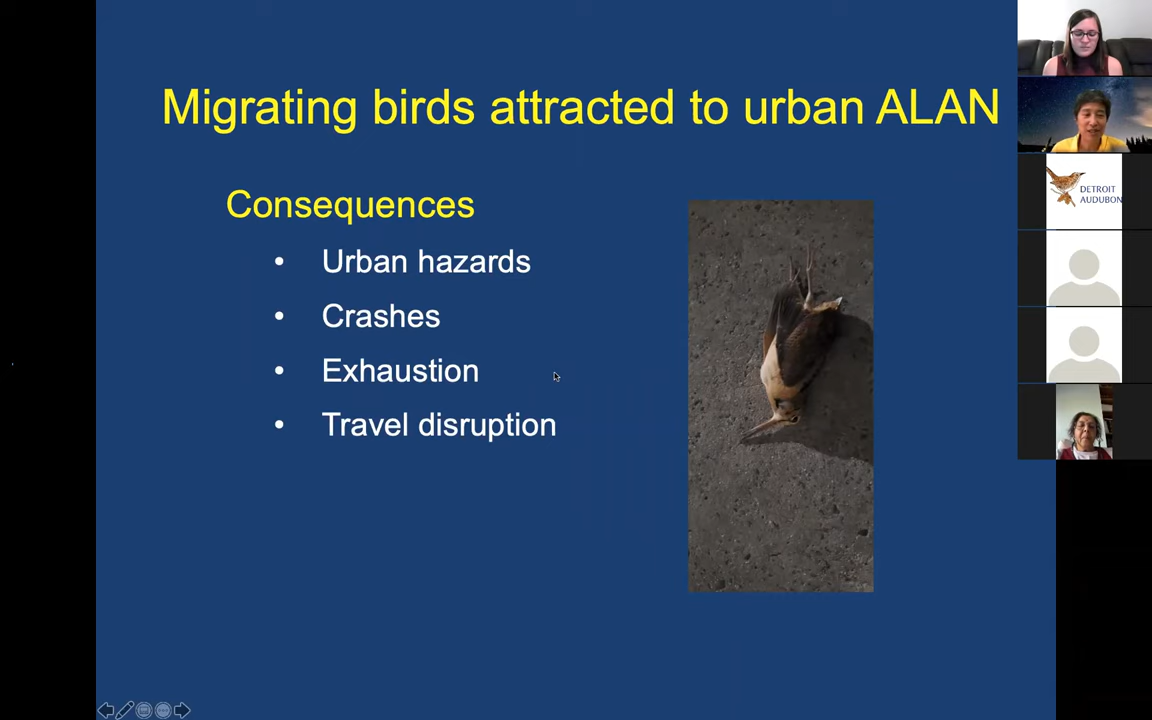 Migrating birds attracted to urban ALAN
Consequences
• Urban hazards
• Crashes
• Exhaustion
• Travel disruption
DETROIT
AUDUBON